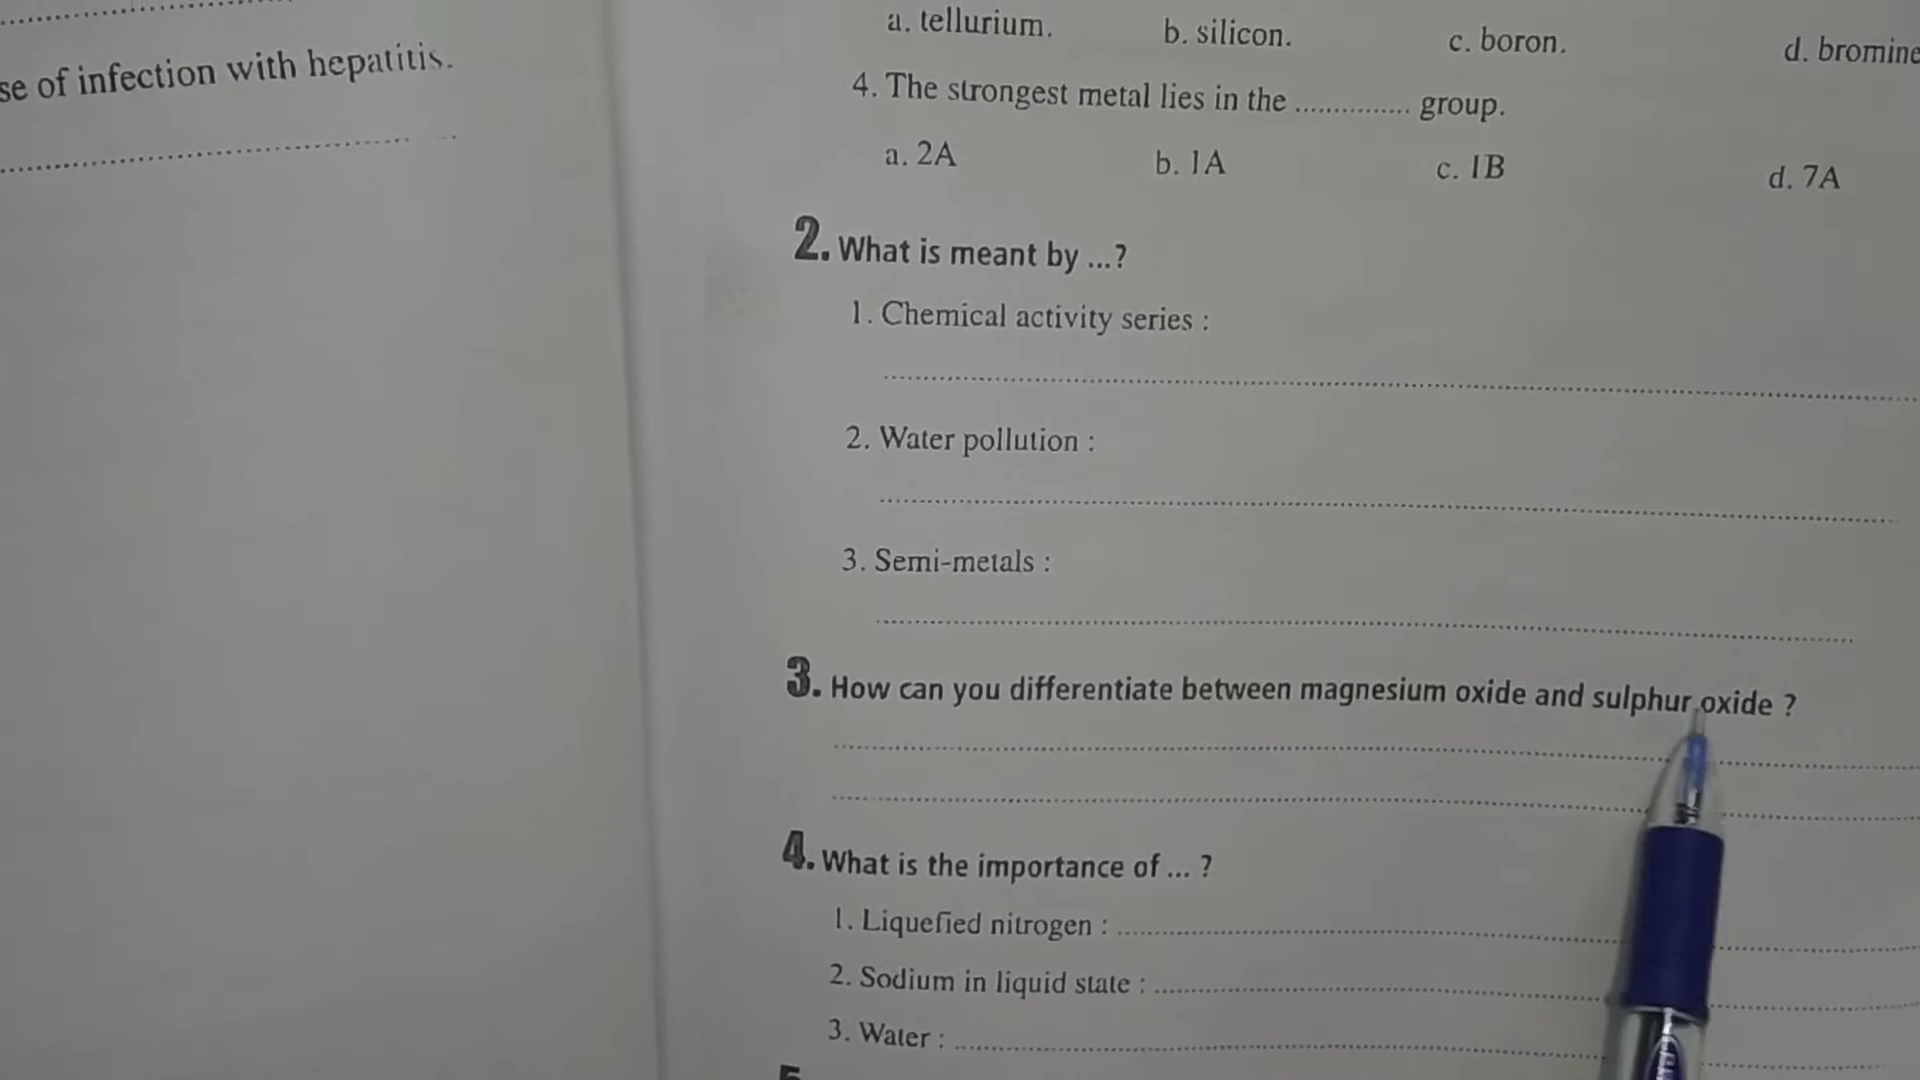 se of infection with hepatitis.
a. tellurium. b. silicon. c. boron. d. bromine
4. The strongest metal lies in the .............. group.
a. 2A b. 1A c. 1B d. 7A
2. What is meant by ...?
1. Chemical activity series :
2. Water pollution :
3. Semi-metals :
3. How can you differentiate between magnesium oxide and sulphur oxide ?
4. What is the importance of ... ?
1. Liquefied nitrogen :
2. Sodium in liquid state :
3. Water :